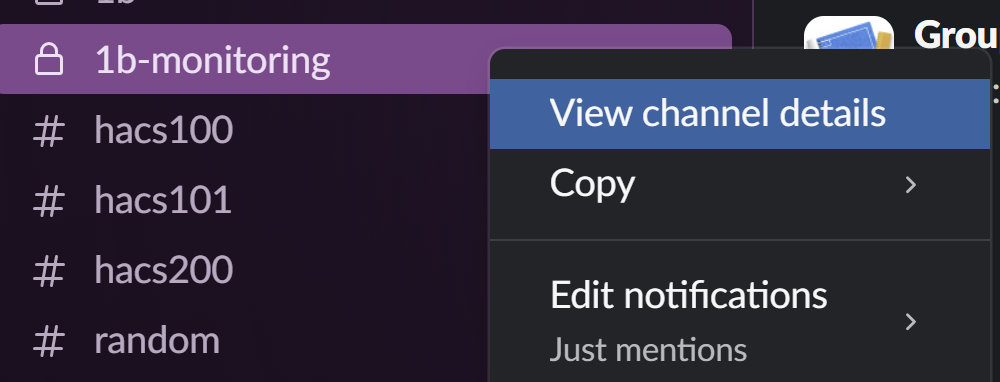 1b-monitoring
hacs100
hacs101
hacs200
random
View channel details
Copy
Edit notifications
Just mentions